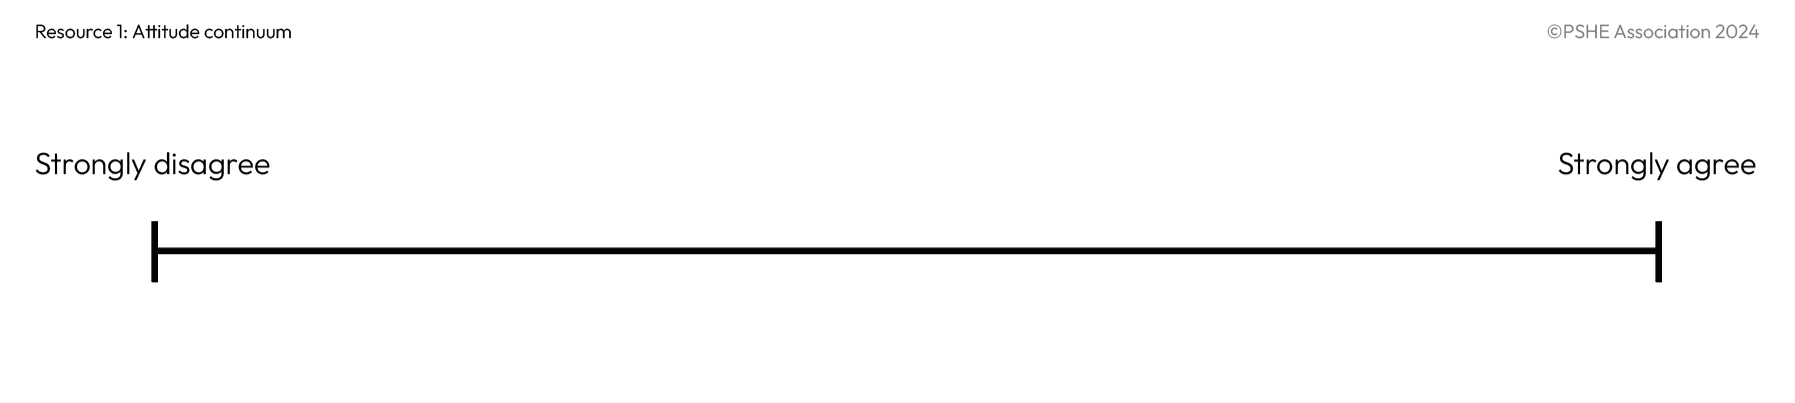 Resource 1: Attitude continuum
©PSHE Association 2024
Strongly disagree
Strongly agree